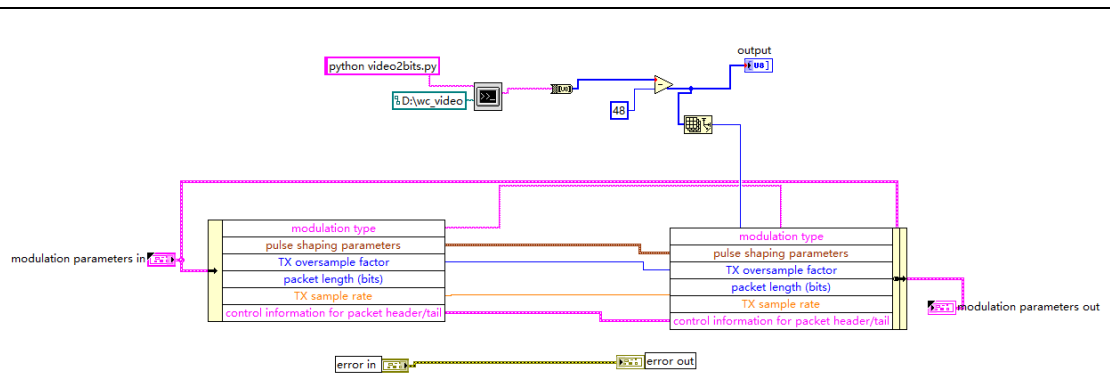 output
python video2bits.py
[U8]
D:\wc_video
48
modulation type
modulation type
pulse shaping parameters
pulse shaping parameters
modulation parameters in
TX oversample factor
TX oversample factor
packet length (bits)
packet length (bits)
TX sample rate
TX sample rate
modulation parameters out
control information for packet header/tail
control information for packet header/tail
error in
error out